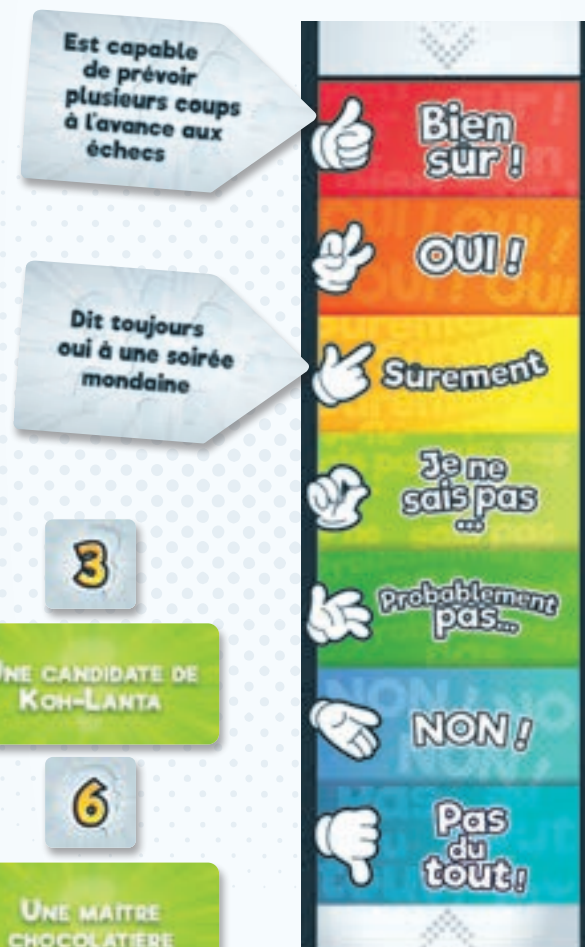 Est capable
de prévoir
plusieurs coups
à l'avance aux
échecs
Dit toujours
oui à une soirée
mondaine
3
UNE CANDIDATE DE
KOH-LANTA
6
UNE MAÎTRE
CHOCOLATIÈRE
Bien
sûr !
OUI !
Sûrement
Je ne
sais pas
...
Probablement
pas...
NON !
Pas
du
tout !